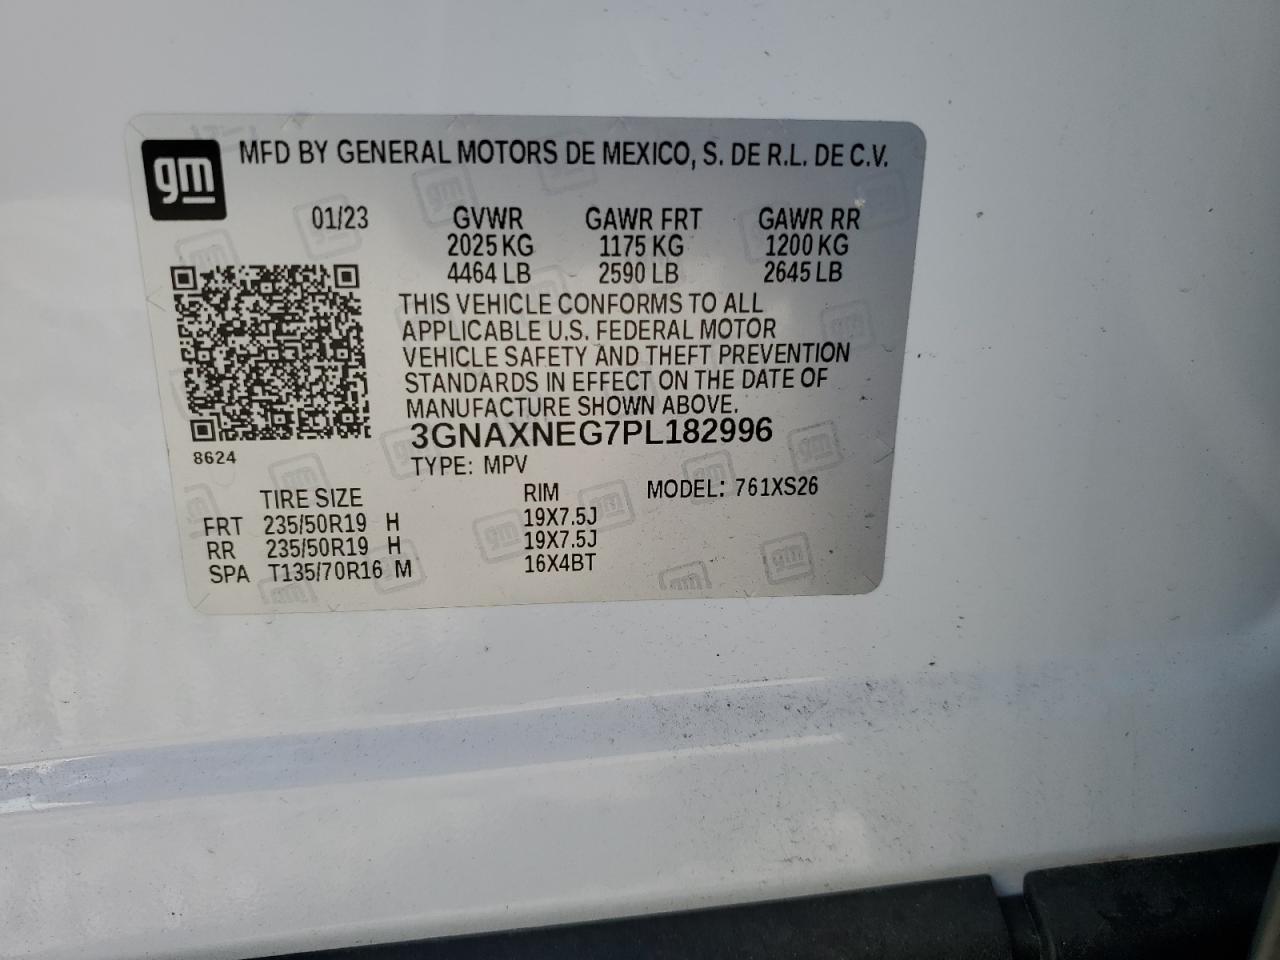 gm
MFD BY GENERAL MOTORS DE MEXICO, S. DE R.L. DE C.V.
01/23 GVWR GAWR FRT GAWR RR
2025 KG 1175 KG 1200 KG
4464 LB 2590 LB 2645 LB
THIS VEHICLE CONFORMS TO ALL
APPLICABLE U.S. FEDERAL MOTOR
VEHICLE SAFETY AND THEFT PREVENTION
STANDARDS IN EFFECT ON THE DATE OF
MANUFACTURE SHOWN ABOVE.
3GNAXNEG7PL182996
8624
TYPE: MPV
TIRE SIZE RIM MODEL: 761XS26
FRT 235/50R19 H 19X7.5J
RR 235/50R19 H 19X7.5J
SPA T135/70R16 M 16X4BT